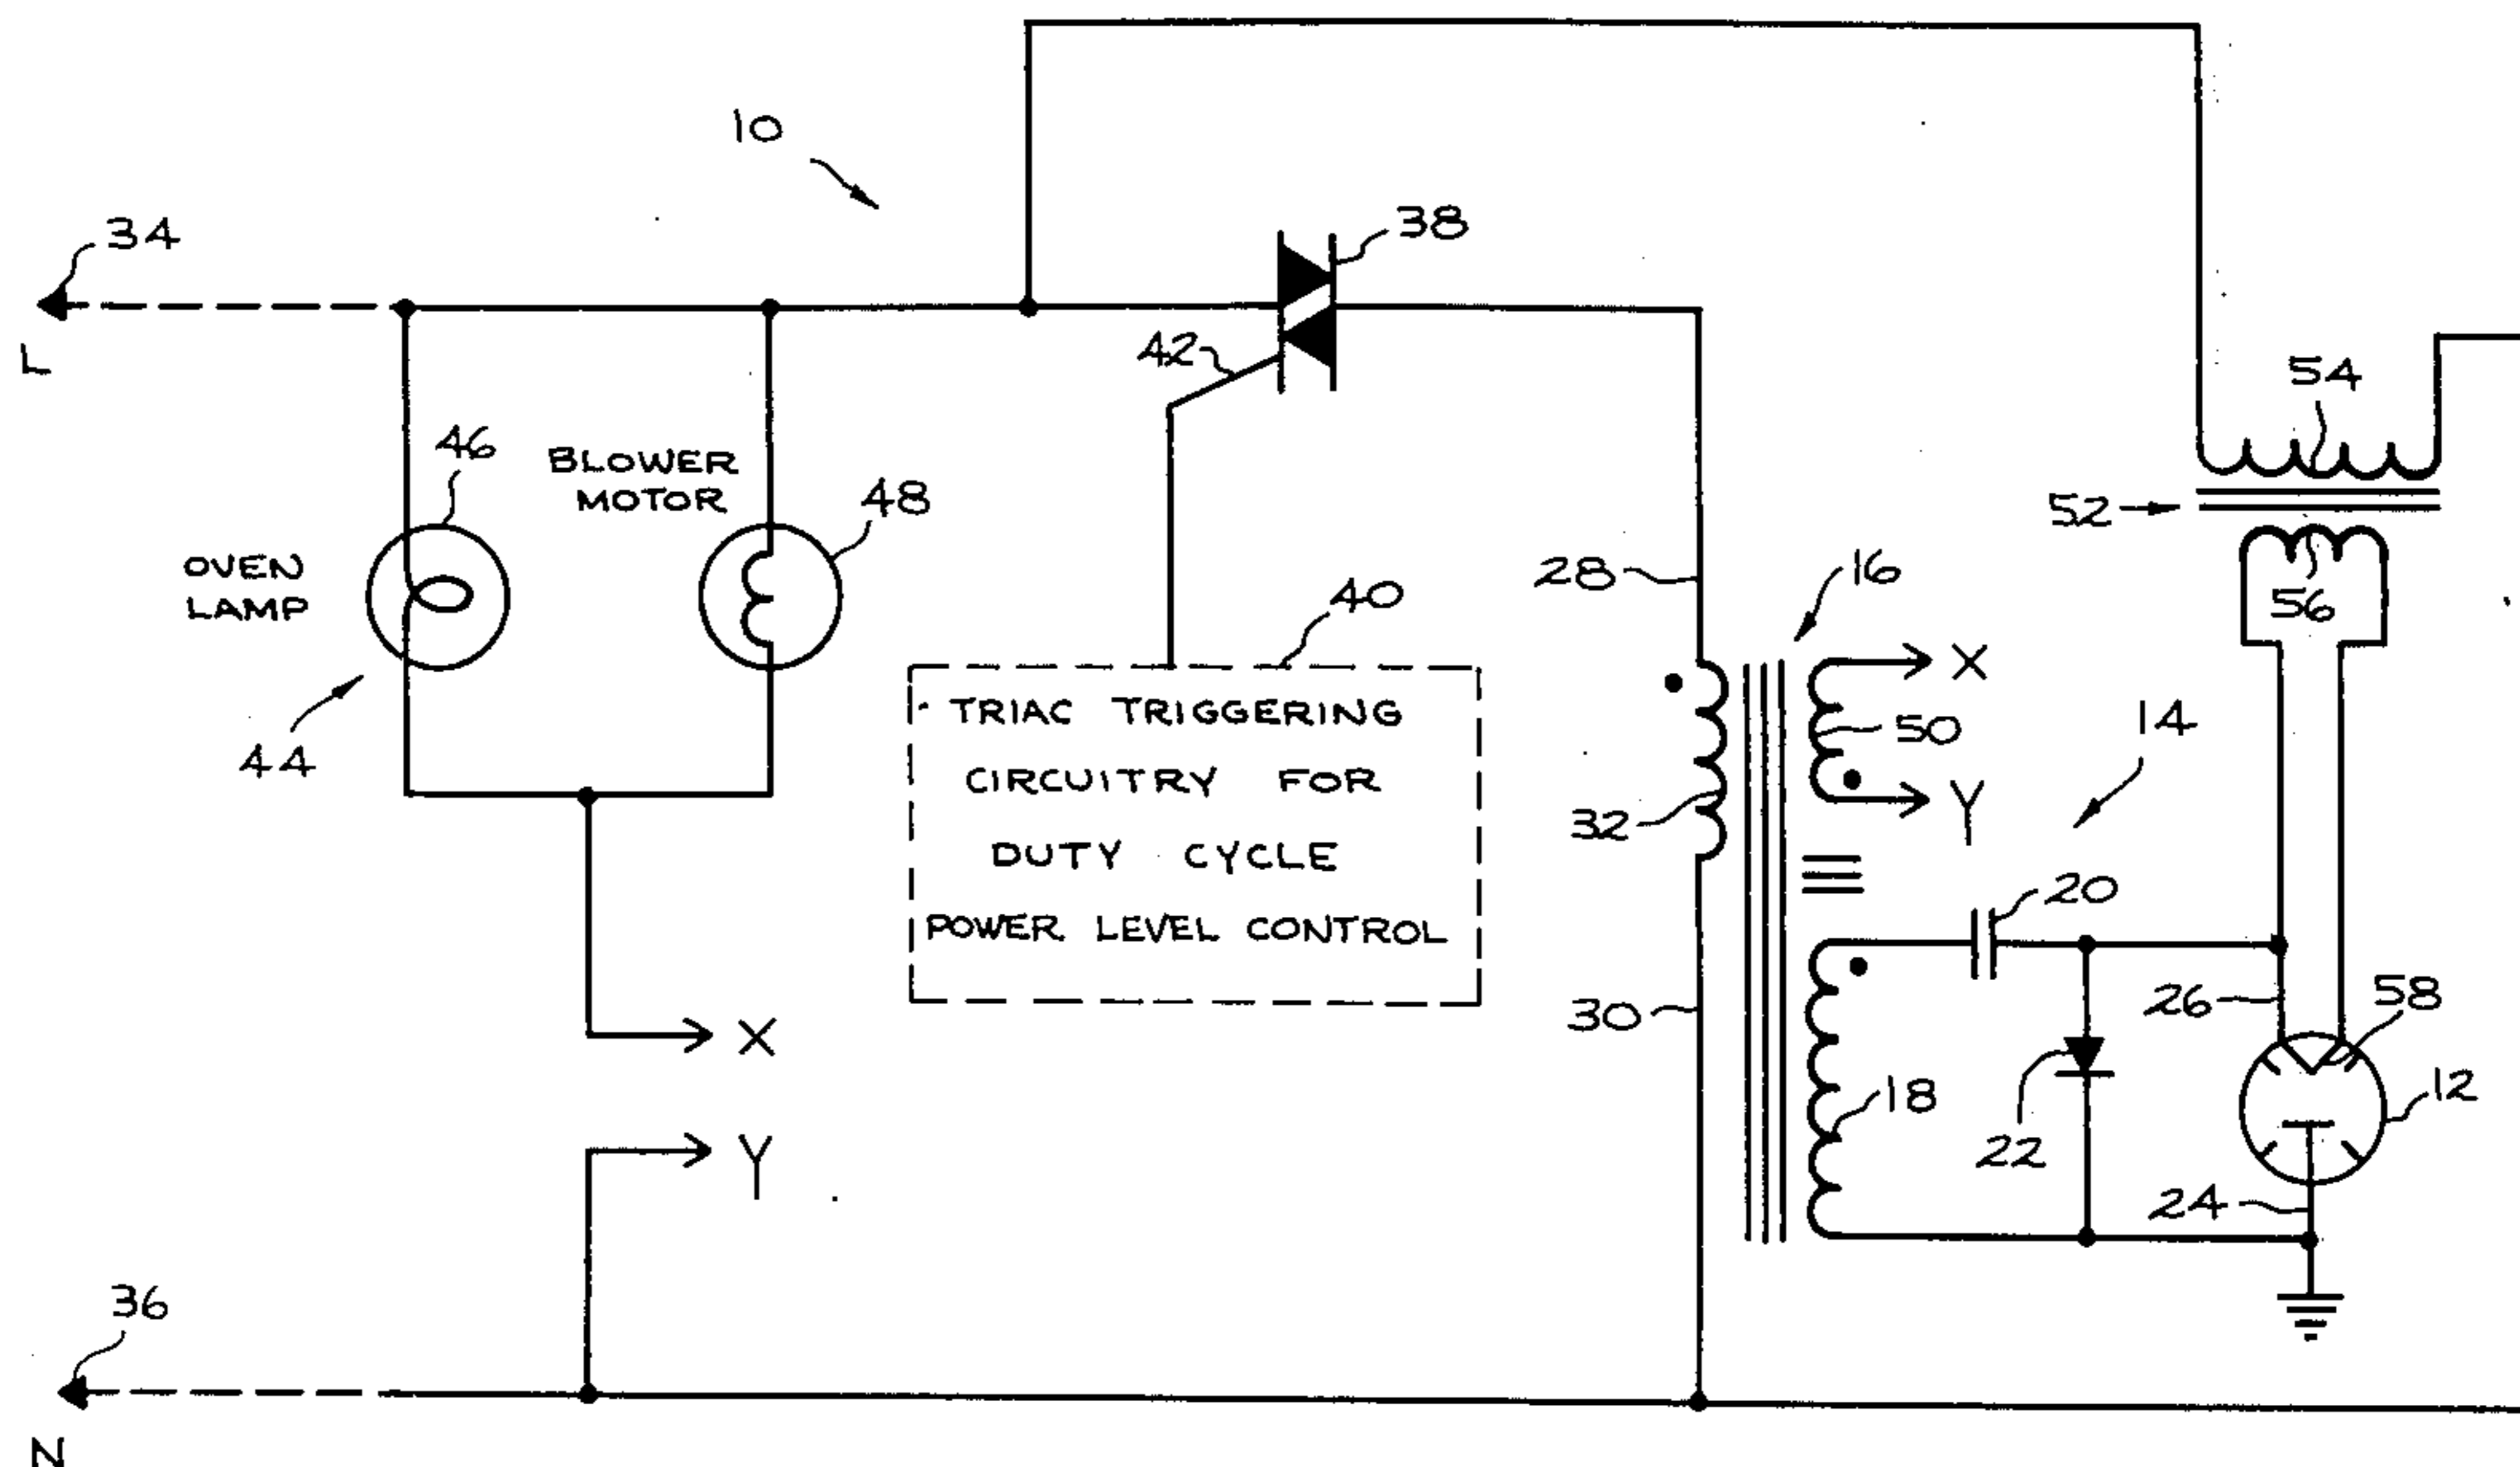 10
34
38
L
42
54
46
BLOWER
MOTOR
48
52
OVEN
LAMP
28
16
40
56
X
TRIAC TRIGGERING
50
14
44
CIRCUITRY FOR
Y
32
DUTY CYCLE
20
POWER LEVEL CONTROL
58
26
30
X
18
12
22
Y
24
36
N